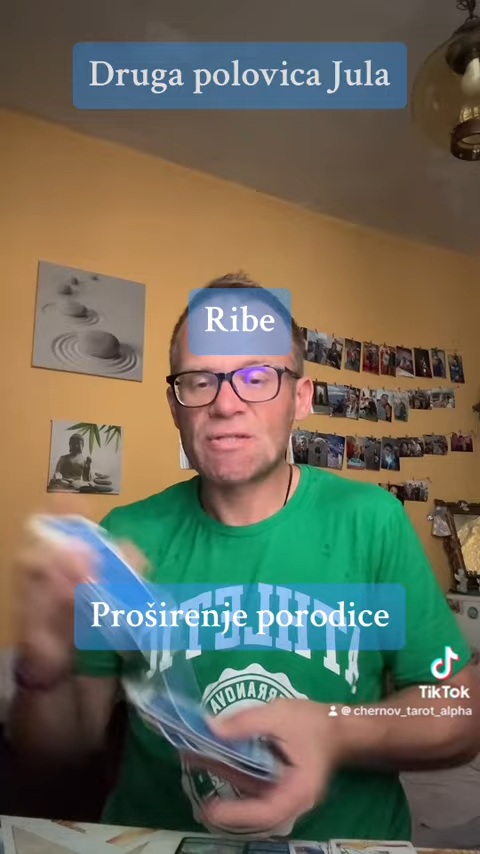 Druga polovica Jula
Ribe
Proširenje porodice
TikTok
@chernov_tarot_alpha